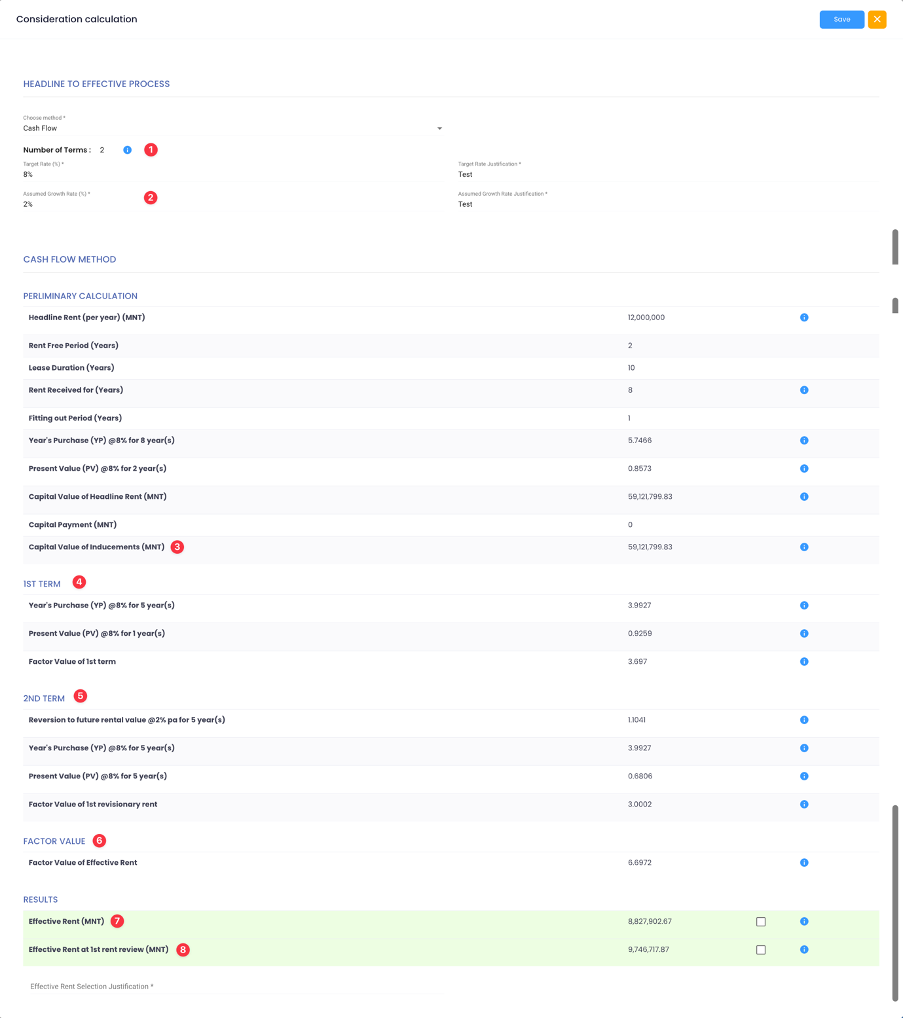 Consideration calculation
Save
HEADLINE TO EFFECTIVE PROCESS
Choose method *
Cash Flow
Number of Terms : 2 1
Target Rate (%) * Target Rate Justification *
8% Test
Assumed Growth Rate (%) * 2 Assumed Growth Rate Justification *
2% Test
CASH FLOW METHOD
PERLIMINARY CALCULATION
Headline Rent (per year) (MNT) 12,000,000
Rent Free Period (Years) 2
Lease Duration (Years) 10
Rent Received for (Years) 8
Fitting out Period (Years) 1
Year's Purchase (YP) @8% for 8 year(s) 5.7466
Present Value (PV) @8% for 2 year(s) 0.8573
Capital Value of Headline Rent (MNT) 59,121,799.83
Capital Payment (MNT) 0
Capital Value of Inducements (MNT) 3 59,121,799.83
1ST TERM 4
Year's Purchase (YP) @8% for 5 year(s) 3.9927
Present Value (PV) @8% for 1 year(s) 0.9259
Factor Value of 1st term 3.697
2ND TERM 5
Reversion to future rental value @2% pa for 5 year(s) 1.1041
Year's Purchase (YP) @8% for 5 year(s) 3.9927
Present Value (PV) @8% for 5 year(s) 0.6806
Factor Value of 1st revisionary rent 3.0002
FACTOR VALUE 6
Factor Value of Effective Rent 6.6972
RESULTS
Effective Rent (MNT) 7 8,827,902.67
Effective Rent at 1st rent review (MNT) 8 9,746,717.87
Effective Rent Selection Justification *